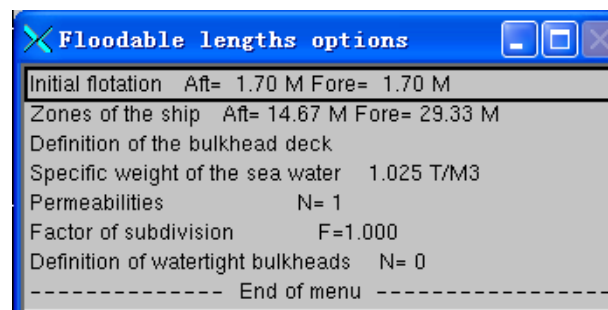 Floodable lengths options
Initial flotation Aft= 1.70 M Fore= 1.70 M
Zones of the ship Aft= 14.67 M Fore= 29.33 M
Definition of the bulkhead deck
Specific weight of the sea water 1.025 T/M3
Permeabilities N= 1
Factor of subdivision F=1.000
Definition of watertight bulkheads N= 0
-------------- End of menu -----------------